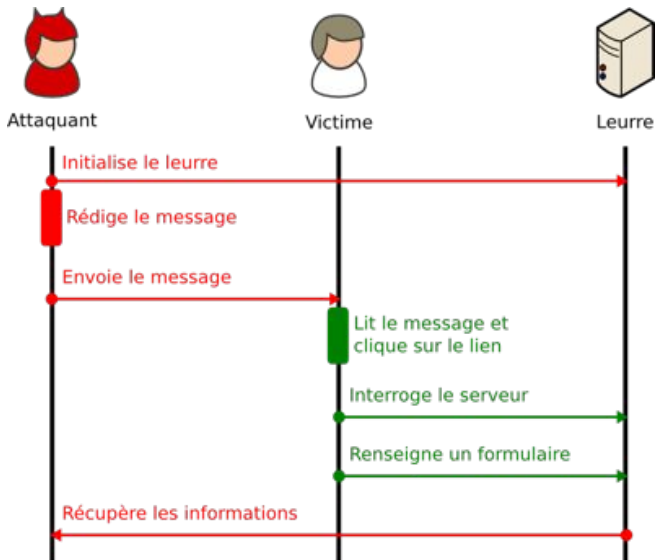 Attaquant
Victime
Leurre
Initialise le leurre
Rédige le message
Envoie le message
Lit le message et
clique sur le lien
Interroge le serveur
Renseigne un formulaire
Récupère les informations